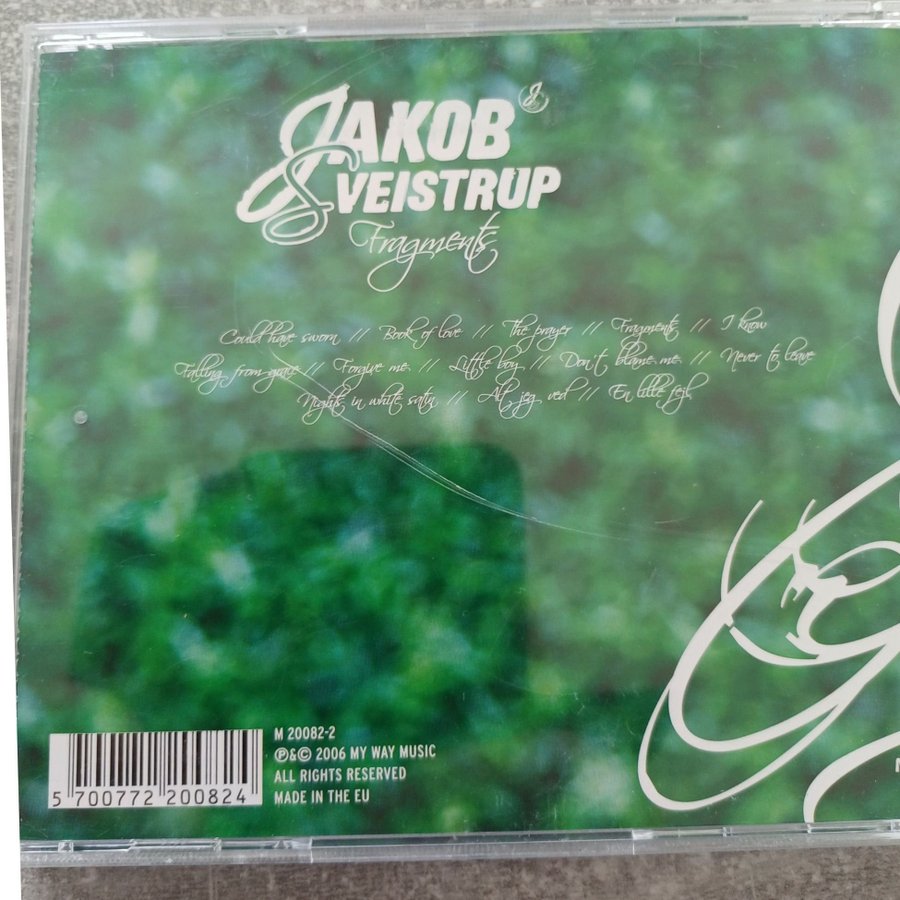 JAKOB
SVEISTRUP
Fragments
Could have sworn // Book of love // The prayer // Fragments // I know
Falling from grace // Forgive me // Little boy // Don't blame me // Never to leave
Nights in white satin // Alt jeg ved // En lille fejl
M 20082-2
℗&© 2006 MY WAY MUSIC
ALL RIGHTS RESERVED
MADE IN THE EU
5 700772 200824